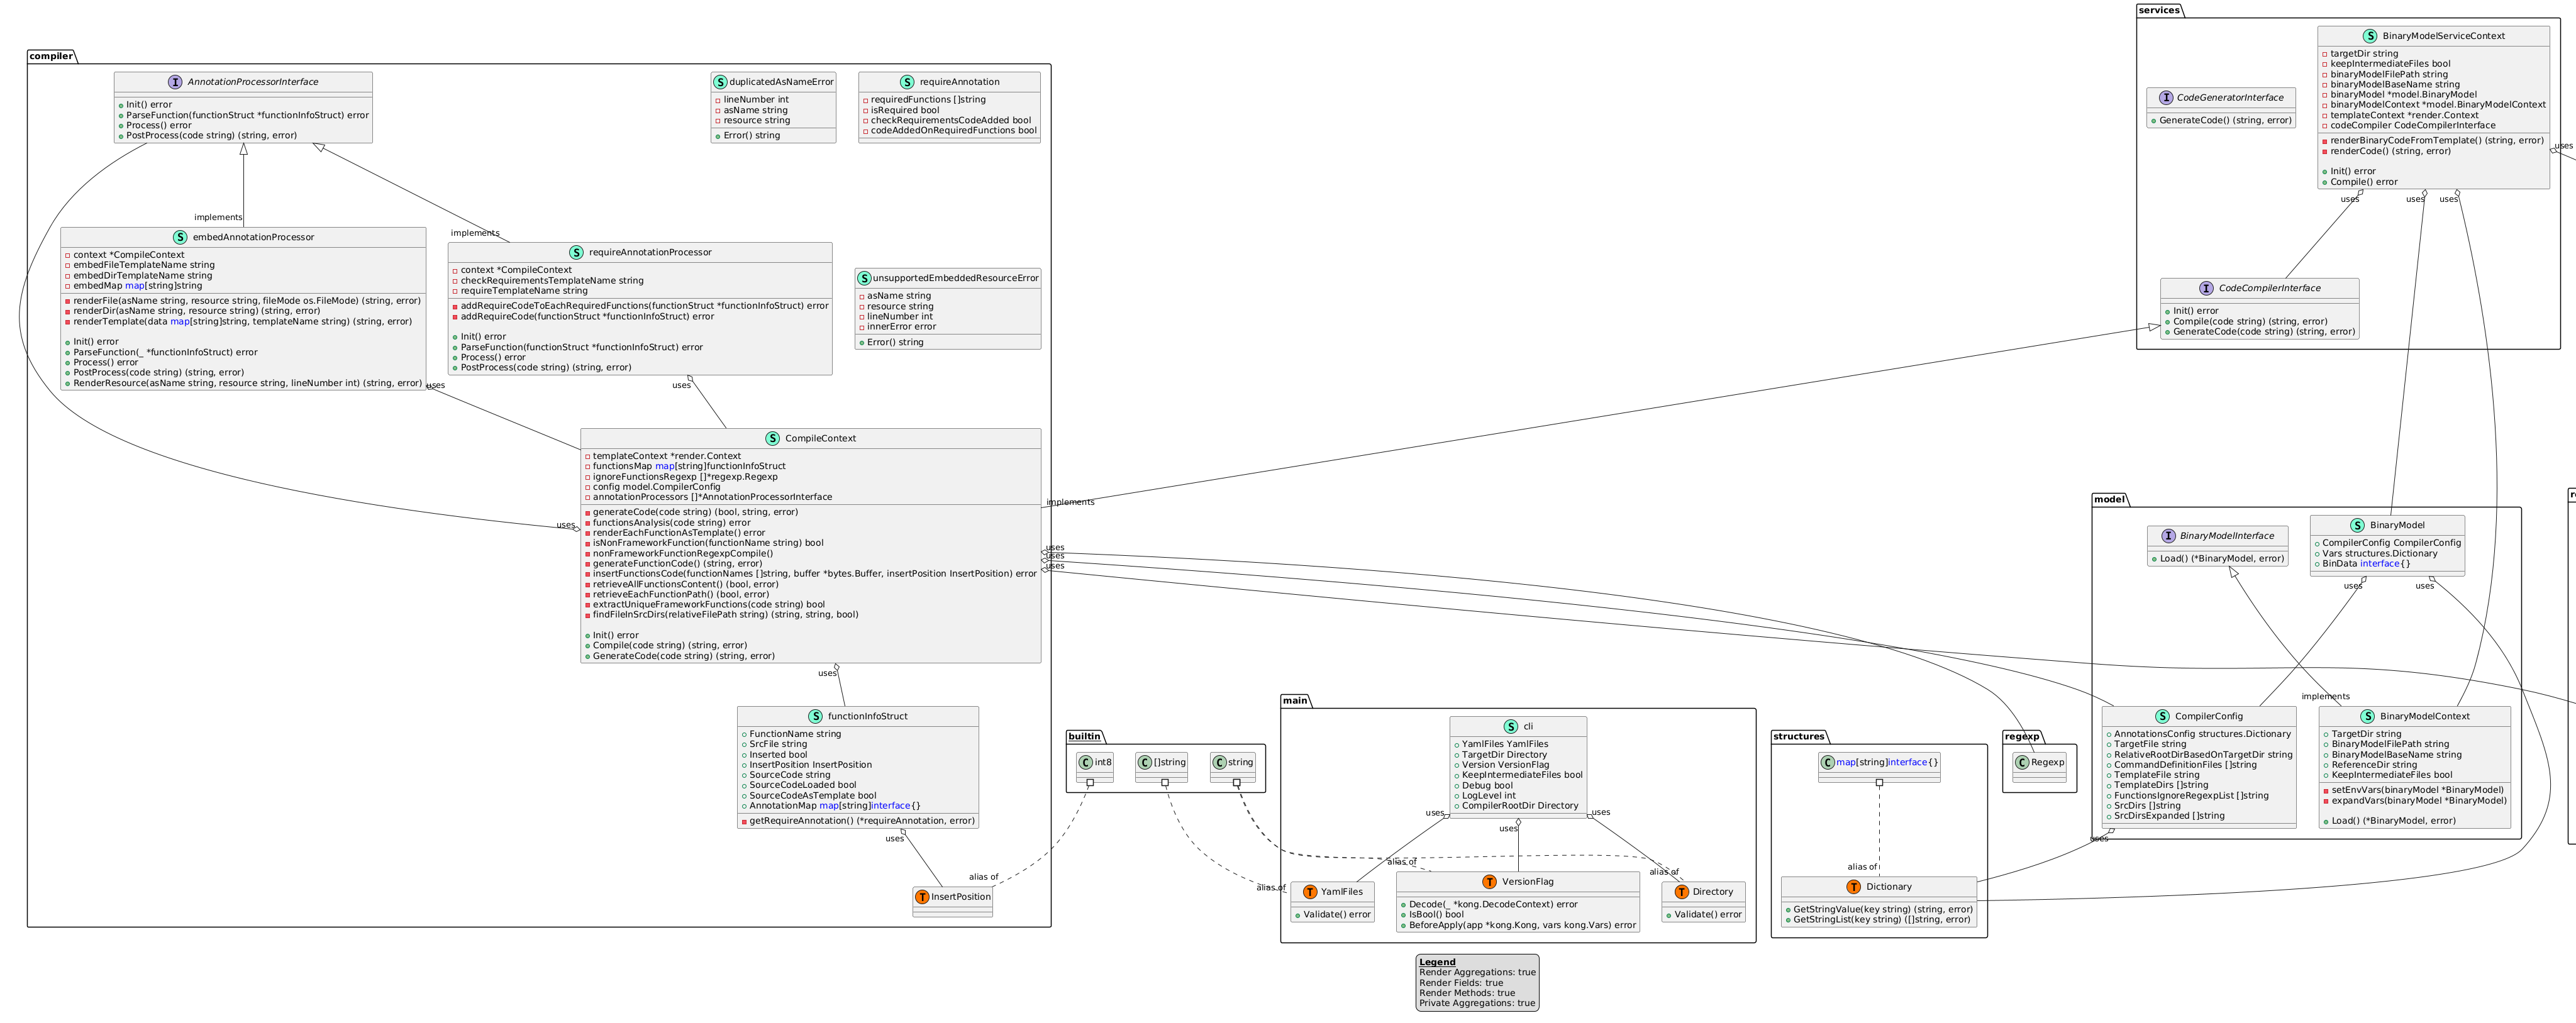 services
S BinaryModelServiceContext
targetDir string
keepIntermediateFiles bool
binaryModelFilePath string
binaryModelBaseName string
binaryModel *model.BinaryModel
binaryModelContext *model.BinaryModelContext
templateContext *render.Context
codeCompiler CodeCompilerInterface
renderBinaryCodeFromTemplate() (string, error)
renderCode() (string, error)
Init() error
Compile() error
uses
uses
uses
uses
I CodeGeneratorInterface
GenerateCode() (string, error)
I CodeCompilerInterface
Init() error
Compile(code string) (string, error)
GenerateCode(code string) (string, error)
compiler
I AnnotationProcessorInterface
Init() error
ParseFunction(functionStruct *functionInfoStruct) error
Process() error
PostProcess(code string) (string, error)
S duplicatedAsNameError
lineNumber int
asName string
resource string
Error() string
S requireAnnotation
requiredFunctions []string
isRequired bool
checkRequirementsCodeAdded bool
codeAddedOnRequiredFunctions bool
implements
implements
S embedAnnotationProcessor
context *CompileContext
embedFileTemplateName string
embedDirTemplateName string
embedMap map[string]string
renderFile(asName string, resource string, fileMode os.FileMode) (string, error)
renderDir(asName string, resource string) (string, error)
renderTemplate(data map[string]string, templateName string) (string, error)
Init() error
ParseFunction(_ *functionInfoStruct) error
Process() error
PostProcess(code string) (string, error)
RenderResource(asName string, resource string, lineNumber int) (string, error)
uses
S requireAnnotationProcessor
context *CompileContext
checkRequirementsTemplateName string
requireTemplateName string
addRequireCodeToEachRequiredFunctions(functionStruct *functionInfoStruct) error
addRequireCode(functionStruct *functionInfoStruct) error
Init() error
ParseFunction(functionStruct *functionInfoStruct) error
Process() error
PostProcess(code string) (string, error)
uses
S unsupportedEmbeddedResourceError
asName string
resource string
lineNumber int
innerError error
Error() string
S CompileContext
templateContext *render.Context
functionsMap map[string]functionInfoStruct
ignoreFunctionsRegexp []*regexp.Regexp
config model.CompilerConfig
annotationProcessors []*AnnotationProcessorInterface
generateCode(code string) (bool, string, error)
functionsAnalysis(code string) error
renderEachFunctionAsTemplate() error
isNonFrameworkFunction(functionName string) bool
nonFrameworkFunctionRegexpCompile()
generateFunctionCode() (string, error)
insertFunctionsCode(functionNames []string, buffer *bytes.Buffer, insertPosition InsertPosition) error
retrieveAllFunctionsContent() (bool, error)
retrieveEachFunctionPath() (bool, error)
extractUniqueFrameworkFunctions(code string) bool
findFileInSrcDirs(relativeFilePath string) (string, string, bool)
Init() error
Compile(code string) (string, error)
GenerateCode(code string) (string, error)
uses
implements
uses
uses
uses
uses
S functionInfoStruct
FunctionName string
SrcFile string
Inserted bool
InsertPosition InsertPosition
SourceCode string
SourceCodeLoaded bool
SourceCodeAsTemplate bool
AnnotationMap map[string]interface{}
getRequireAnnotation() (*requireAnnotation, error)
uses
alias of
T InsertPosition
builtin
C int8
C []string
C string
main
S cli
YamlFiles YamlFiles
TargetDir Directory
Version VersionFlag
KeepIntermediateFiles bool
Debug bool
LogLevel int
CompilerRootDir Directory
uses
uses
uses
alias of
alias of
alias of
T YamlFiles
Validate() error
T VersionFlag
Decode(_ *kong.DecodeContext) error
IsBool() bool
BeforeApply(app *kong.Kong, vars kong.Vars) error
T Directory
Validate() error
structures
C map[string]interface{}
alias of
T Dictionary
GetStringValue(key string) (string, error)
GetStringList(key string) ([]string, error)
regexp
C Regexp
model
I BinaryModelInterface
Load() (*BinaryModel, error)
S BinaryModel
CompilerConfig CompilerConfig
Vars structures.Dictionary
BinData interface{}
uses
uses
implements
S CompilerConfig
AnnotationsConfig structures.Dictionary
TargetFile string
RelativeRootDirBasedOnTargetDir string
CommandDefinitionFiles []string
TemplateFile string
TemplateDirs []string
FunctionsIgnoreRegexpList []string
SrcDirs []string
SrcDirsExpanded []string
uses
S BinaryModelContext
TargetDir string
BinaryModelFilePath string
BinaryModelBaseName string
ReferenceDir string
KeepIntermediateFiles bool
setEnvVars(binaryModel *BinaryModel)
expandVars(binaryModel *BinaryModel)
Load() (*BinaryModel, error)
Legend
Render Aggregations: true
Render Fields: true
Render Methods: true
Private Aggregations: true